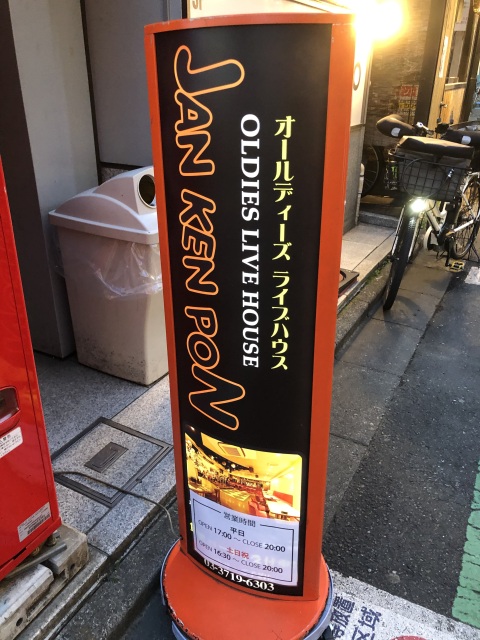 JAN KEN PON
オールディーズ ライブハウス
OLDIES LIVE HOUSE
営業時間
平日
OPEN 17:00 〜 CLOSE 20:00
土日祝
OPEN 16:30 〜 CLOSE 20:00
03-3719-6303